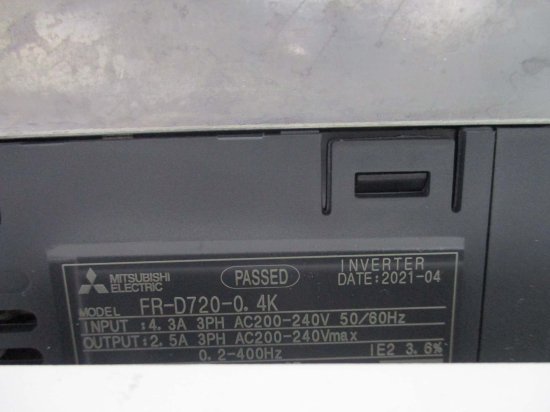 MITSUBISHI ELECTRIC PASSED INVERTER
DATE:2021-04
MODEL FR-D720-0.4K
INPUT :4.3A 3PH AC200-240V 50/60Hz
OUTPUT:2.5A 3PH AC200-240Vmax
0.2-400Hz IE2 3.6%